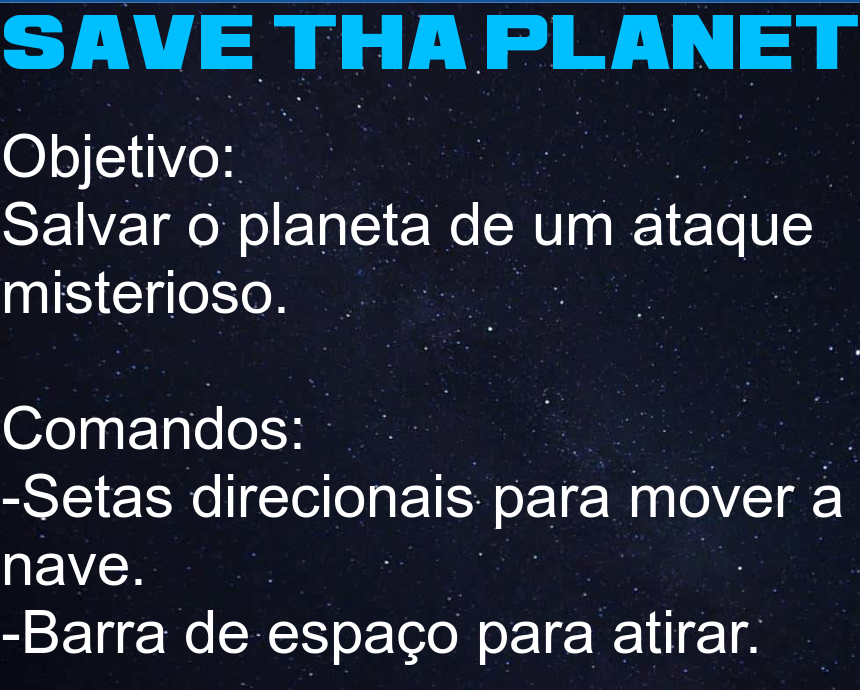 SAVE THA PLANET
Objetivo:
Salvar o planeta de um ataque
misterioso.
Comandos:
-Setas direcionais para mover a
nave.
-Barra de espaço para atirar.